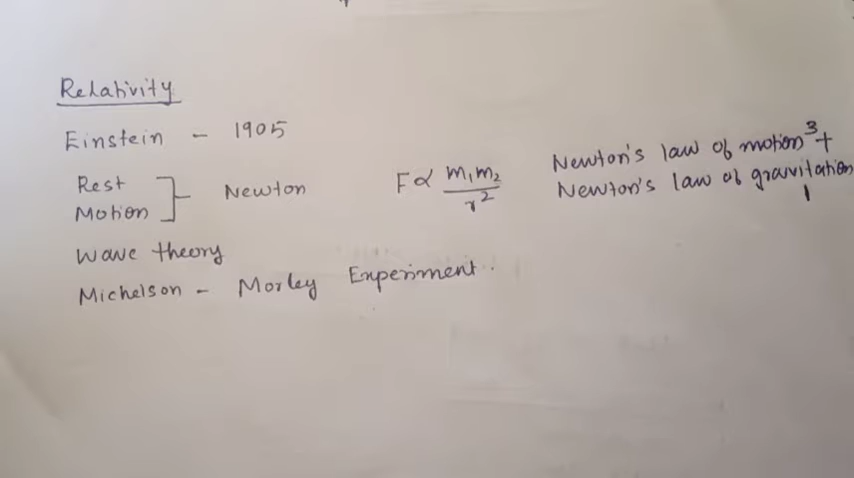 Relativity
Einstein - 1905
Rest
Motion
Newton
F∝ m₁m₂ / r²
Newton's law of motion 3 +
Newton's law of gravitation
1
Wave theory
Michelson - Morley Experiment.